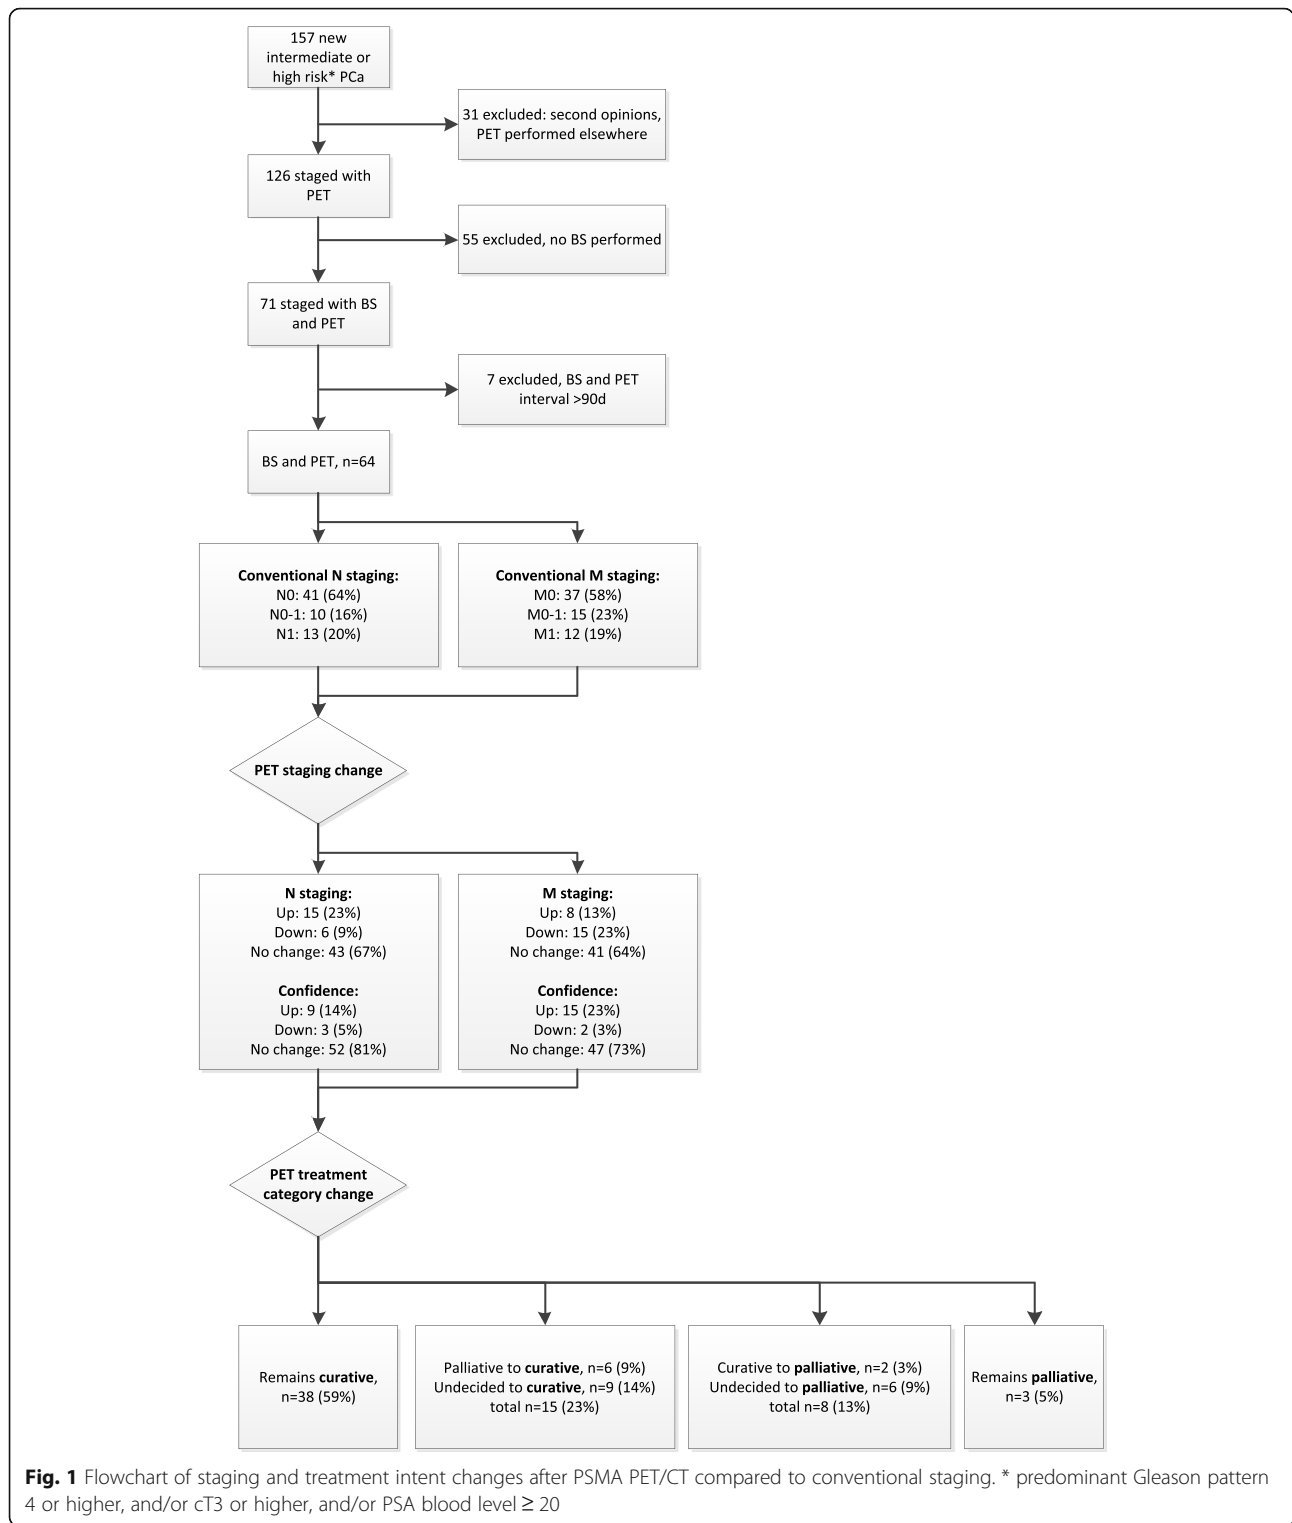 157 new
intermediate or
high risk* PCa
31 excluded: second opinions,
PET performed elsewhere
126 staged with
PET
55 excluded, no BS performed
71 staged with BS
and PET
7 excluded, BS and PET
interval >90d
BS and PET, n=64
Conventional N staging:
N0: 41 (64%)
N0-1: 10 (16%)
N1: 13 (20%)
Conventional M staging:
M0: 37 (58%)
M0-1: 15 (23%)
M1: 12 (19%)
PET staging change
N staging:
Up: 15 (23%)
Down: 6 (9%)
No change: 43 (67%)
Confidence:
Up: 9 (14%)
Down: 3 (5%)
No change: 52 (81%)
M staging:
Up: 8 (13%)
Down: 15 (23%)
No change: 41 (64%)
Confidence:
Up: 15 (23%)
Down: 2 (3%)
No change: 47 (73%)
PET treatment
category change
Remains curative,
n=38 (59%)
Palliative to curative, n=6 (9%)
Undecided to curative, n=9 (14%)
total n=15 (23%)
Curative to palliative, n=2 (3%)
Undecided to palliative, n=6 (9%)
total n=8 (13%)
Remains palliative,
n=3 (5%)
Fig. 1 Flowchart of staging and treatment intent changes after PSMA PET/CT compared to conventional staging. * predominant Gleason pattern
4 or higher, and/or cT3 or higher, and/or PSA blood level ≥ 20